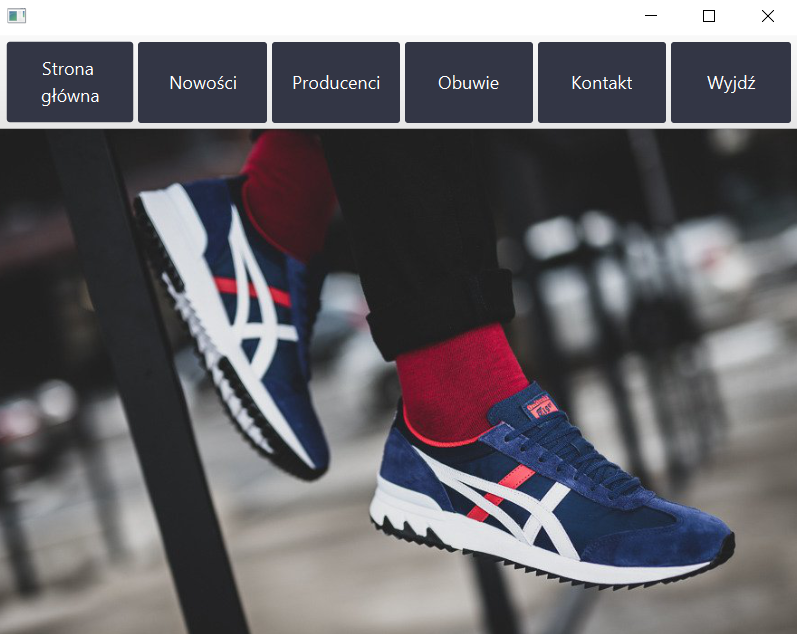 Strona
główna
Nowości
Producenci
Obuwie
Kontakt
Wyjdź